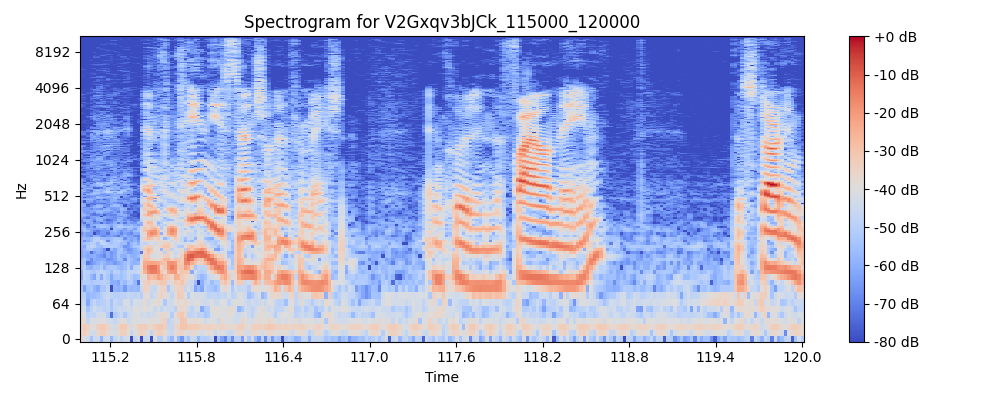 Spectrogram for V2Gxqv3bJCk_115000_120000
Hz
8192
4096
2048
1024
512
256
128
64
0
115.2 115.8 116.4 117.0 117.6 118.2 118.8 119.4 120.0
Time
+0 dB
-10 dB
-20 dB
-30 dB
-40 dB
-50 dB
-60 dB
-70 dB
-80 dB